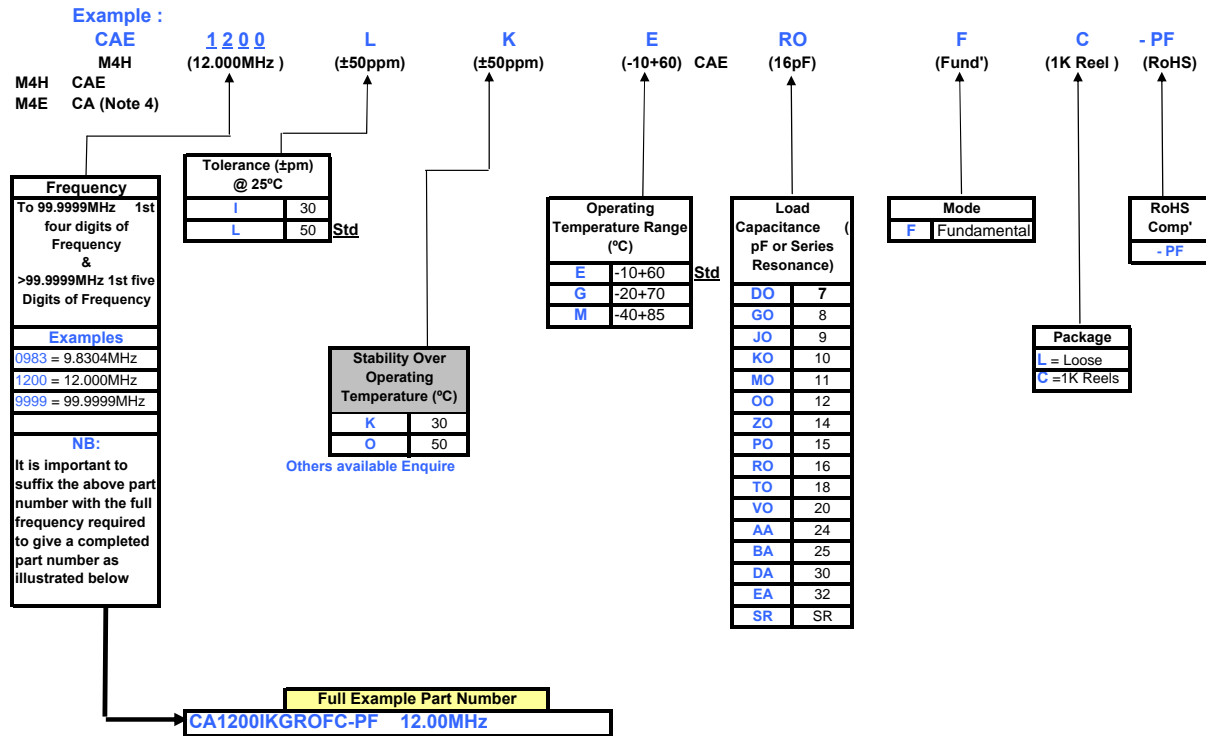 Example :
CAE 1 2 0 0 L K E RO F C - PF
M4H (12.000MHz ) (±50ppm) (±50ppm) (-10+60) CAE (16pF) (Fund') (1K Reel ) (RoHS)
M4H CAE
M4E CA (Note 4)
Frequency
To 99.9999MHz 1st
four digits of
Frequency
&
>99.9999MHz 1st five
Digits of Frequency
Examples
0983 = 9.8304MHz
1200 = 12.000MHz
9999 = 99.9999MHz
NB:
It is important to
suffix the above part
number with the full
frequency required
to give a completed
part number as
illustrated below
Tolerance (±pm)
@ 25ºC
I 30
L 50 Std
Stability Over
Operating
Temperature (ºC)
K 30
O 50
Others available Enquire
Operating
Temperature Range
(ºC)
E -10+60 Std
G -20+70
M -40+85
Load
Capacitance (
pF or Series
Resonance)
DO 7
GO 8
JO 9
KO 10
MO 11
OO 12
ZO 14
PO 15
RO 16
TO 18
VO 20
AA 24
BA 25
DA 30
EA 32
SR SR
Mode
F Fundamental
Package
L = Loose
C =1K Reels
RoHS
Comp'
- PF
Full Example Part Number
CA1200IKGROFC-PF 12.00MHz